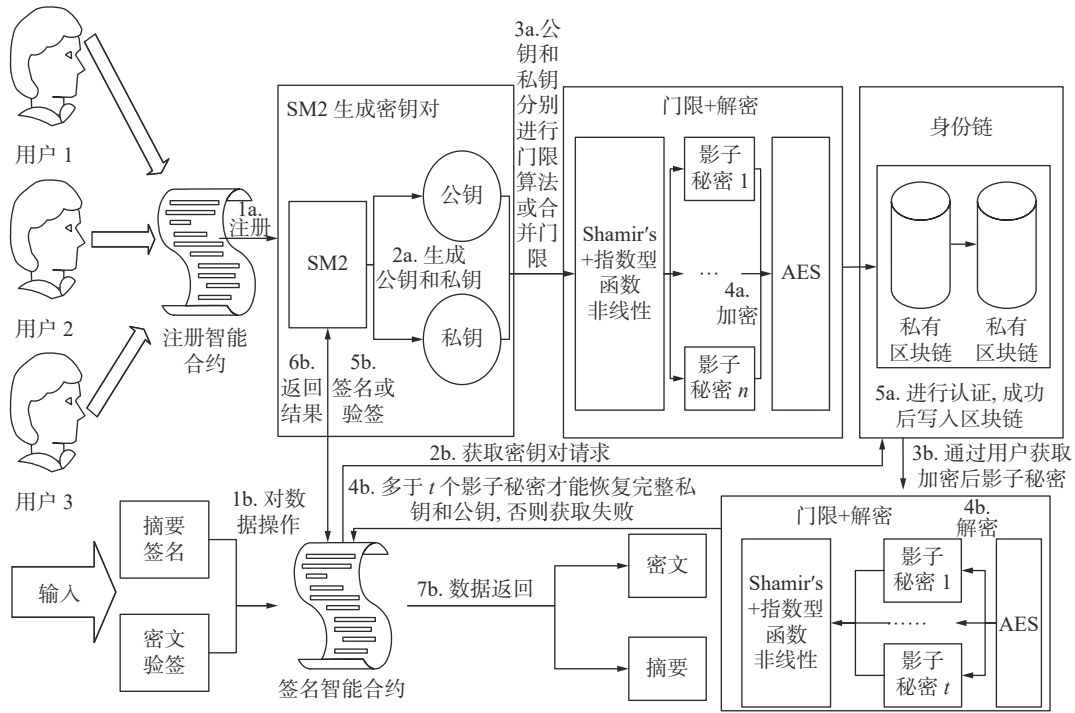 用户 1
用户 2
用户 3
注册智能
合约
1a.
注册
SM2 生成密钥对
SM2
公钥
2a. 生成
公钥和私钥
私钥
6b.
返回
结果
5b.
签名或
验签
3a.公
钥和
私钥
分别
进行
门限
算法
或合
并门
限
门限+解密
Shamir's
+指数型
函数
非线性
影子
秘密 1
…
4a.
加密
影子
秘密 n
AES
身份链
私有
区块链
私有
区块链
5a. 进行认证, 成功
后写入区块链
2b. 获取密钥对请求
3b. 通过用户获取
加密后影子秘密
1b. 对数
据操作
4b. 多于 t 个影子秘密才能恢复完整私
钥和公钥, 否则获取失败
输入
摘要
签名
密文
验签
签名智能合约
7b. 数据返回
密文
摘要
门限+解密
4b.
解密
Shamir's
+指数型
函数
非线性
影子
秘密 1
……
影子
秘密 t
AES